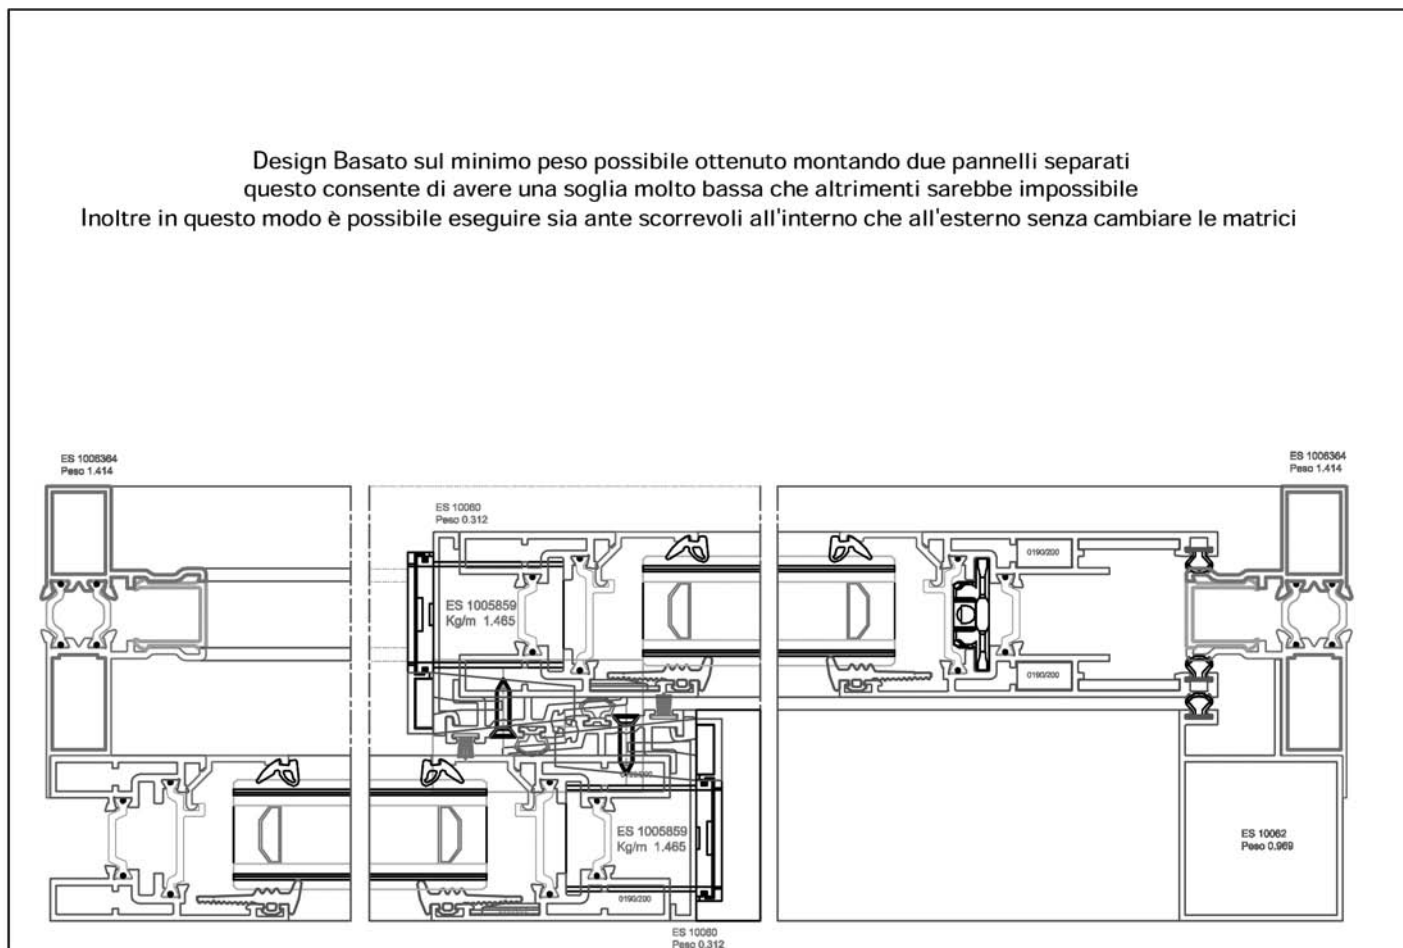 Design Basato sul minimo peso possibile ottenuto montando due pannelli separati
questo consente di avere una soglia molto bassa che altrimenti sarebbe impossibile
Inoltre in questo modo è possibile eseguire sia ante scorrevoli all'interno che all'esterno senza cambiare le matrici
ES 1006364
Peso 1.414
ES 1006364
Peso 1.414
ES 10060
Peso 0.312
0190/200
ES 1005859
Kg/m 1.465
0190/200
ES 1005859
Kg/m 1.465
ES 10062
Peso 0.969
0190/200
ES 10060
Peso 0.312